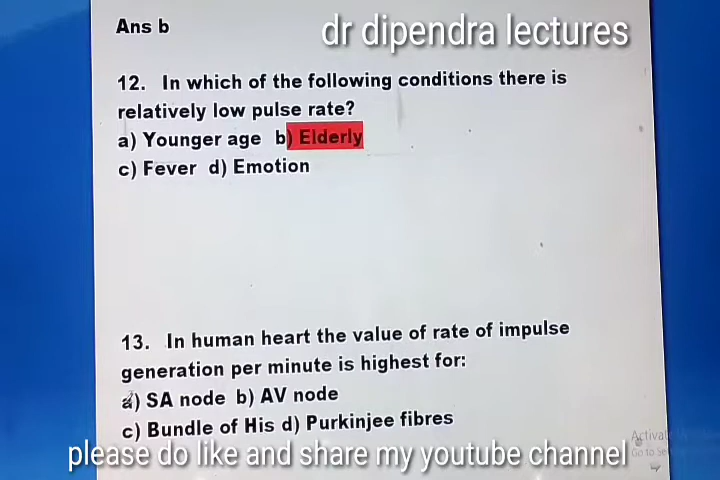 Ans b
dr dipendra lectures
12. In which of the following conditions there is
relatively low pulse rate?
a) Younger age b) Elderly
c) Fever d) Emotion
13. In human heart the value of rate of impulse
generation per minute is highest for:
a) SA node b) AV node
c) Bundle of His d) Purkinjee fibres
please do like and share my youtube channel